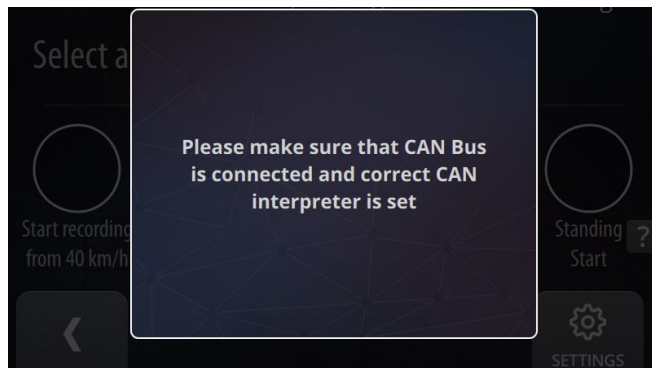 Select a
Please make sure that CAN Bus
is connected and correct CAN
interpreter is set
Start recording
from 40 km/h
Standing
Start
?
SETTINGS